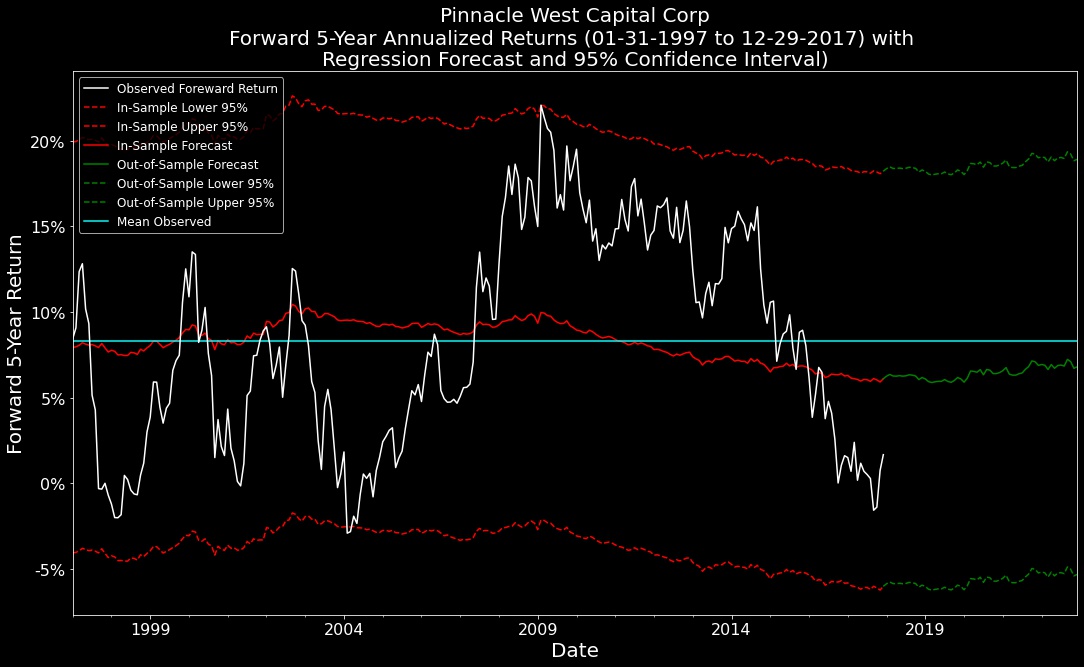 Pinnacle West Capital Corp
Forward 5-Year Annualized Returns (01-31-1997 to 12-29-2017) with
Regression Forecast and 95% Confidence Interval)
Observed Foreward Return
In-Sample Lower 95%
In-Sample Upper 95%
In-Sample Forecast
Out-of-Sample Forecast
Out-of-Sample Lower 95%
Out-of-Sample Upper 95%
Mean Observed
Forward 5-Year Return
20%
15%
10%
5%
0%
-5%
1999
2004
2009
2014
2019
Date